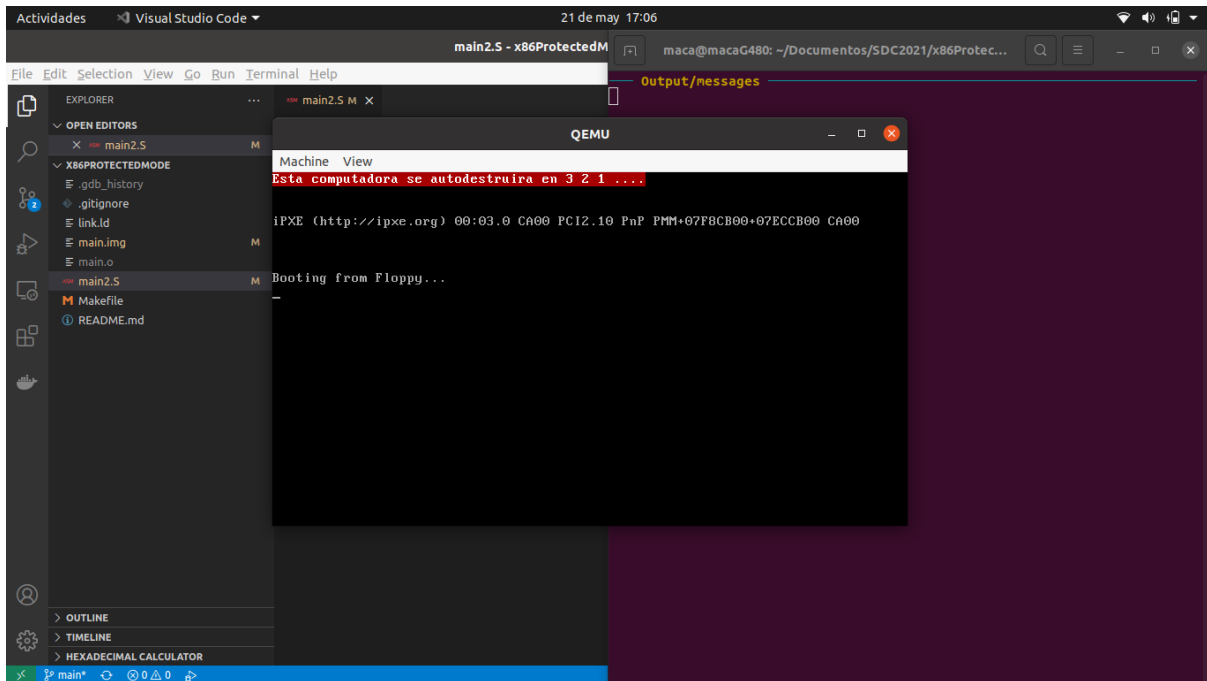 Actividades Visual Studio Code 21 de may 17:06
main2.S - x86ProtectedM
maca@macaG480: ~/Documentos/SDC2021/x86Protec...
File Edit Selection View Go Run Terminal Help
Output/messages
EXPLORER ...
main2.S M
OPEN EDITORS
main2.S M
X86PROTECTEDMODE
.gdb_history
.gitignore
link.ld
main.img M
main.o
main2.S M
Makefile
README.md
2
QEMU
Machine View
Esta computadora se autodestruira en 3 2 1 ....
iPXE (http://ipxe.org) 00:03.0 CA00 PCI2.10 PnP PMM+07F8CB00+07ECCB00 CA00
Booting from Floppy...
OUTLINE
TIMELINE
HEXADECIMAL CALCULATOR
main* 0 0